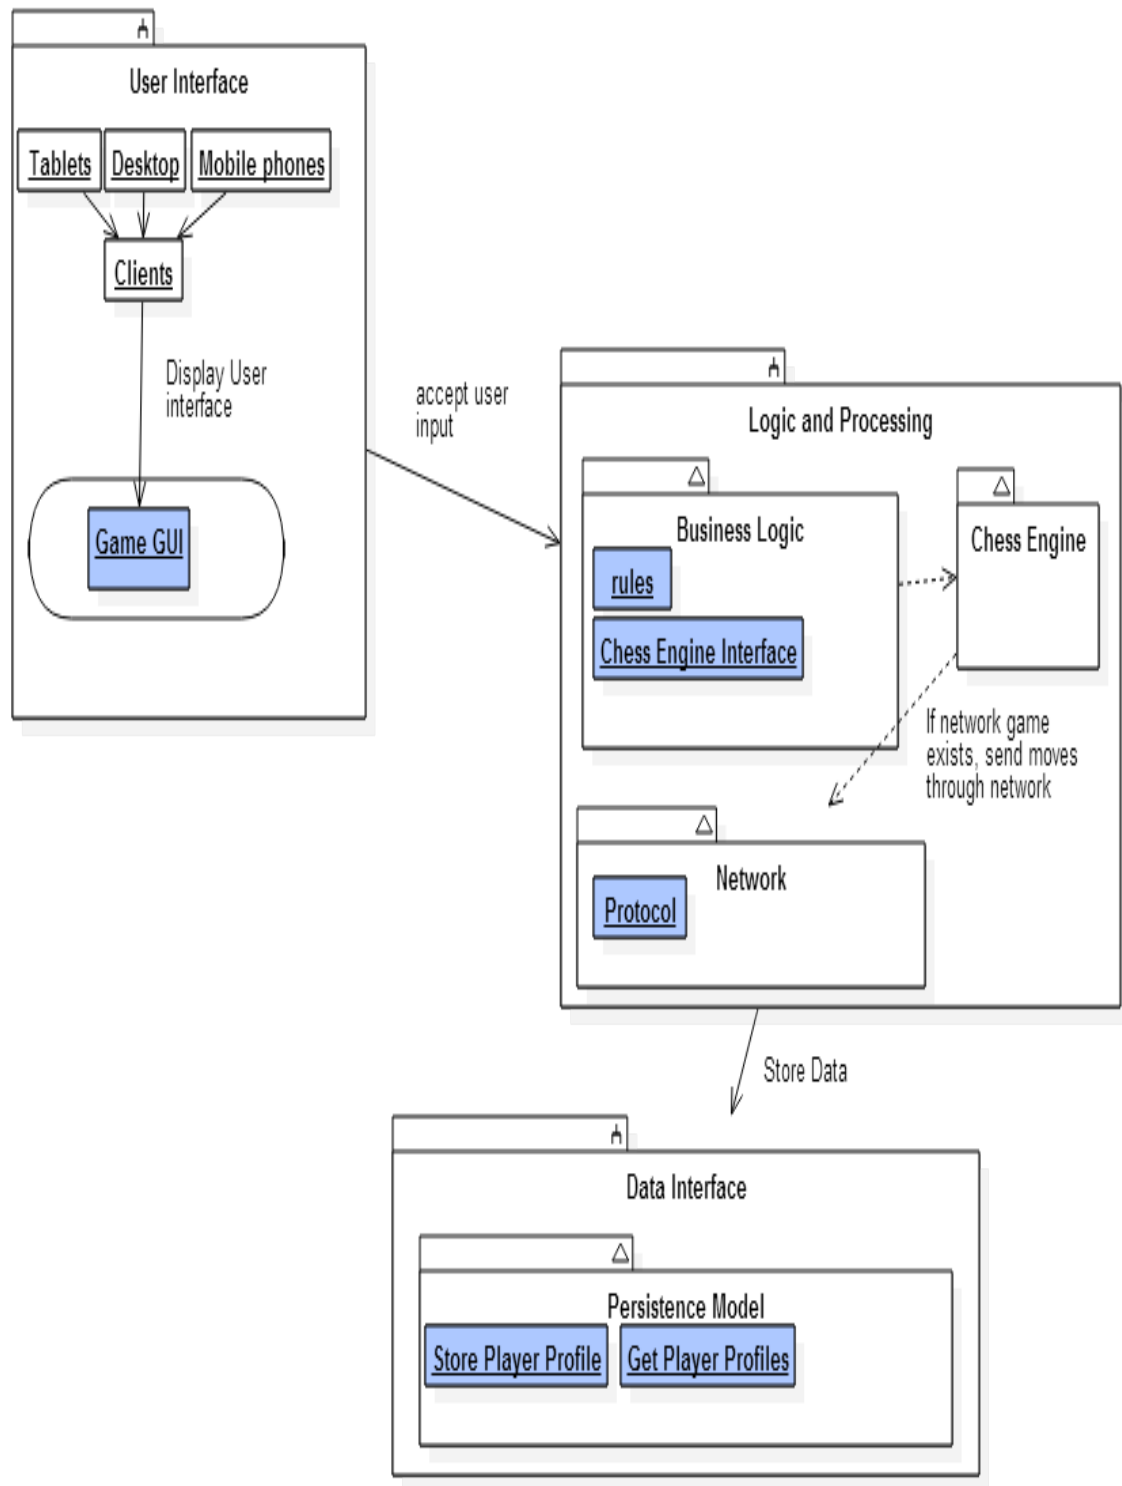 User Interface
Tablets
Desktop
Mobile phones
Clients
Display User
interface
Game GUI
accept user
input
Logic and Processing
Business Logic
rules
Chess Engine Interface
Chess Engine
If network game
exists, send moves
through network
Network
Protocol
Store Data
Data Interface
Persistence Model
Store Player Profile
Get Player Profiles